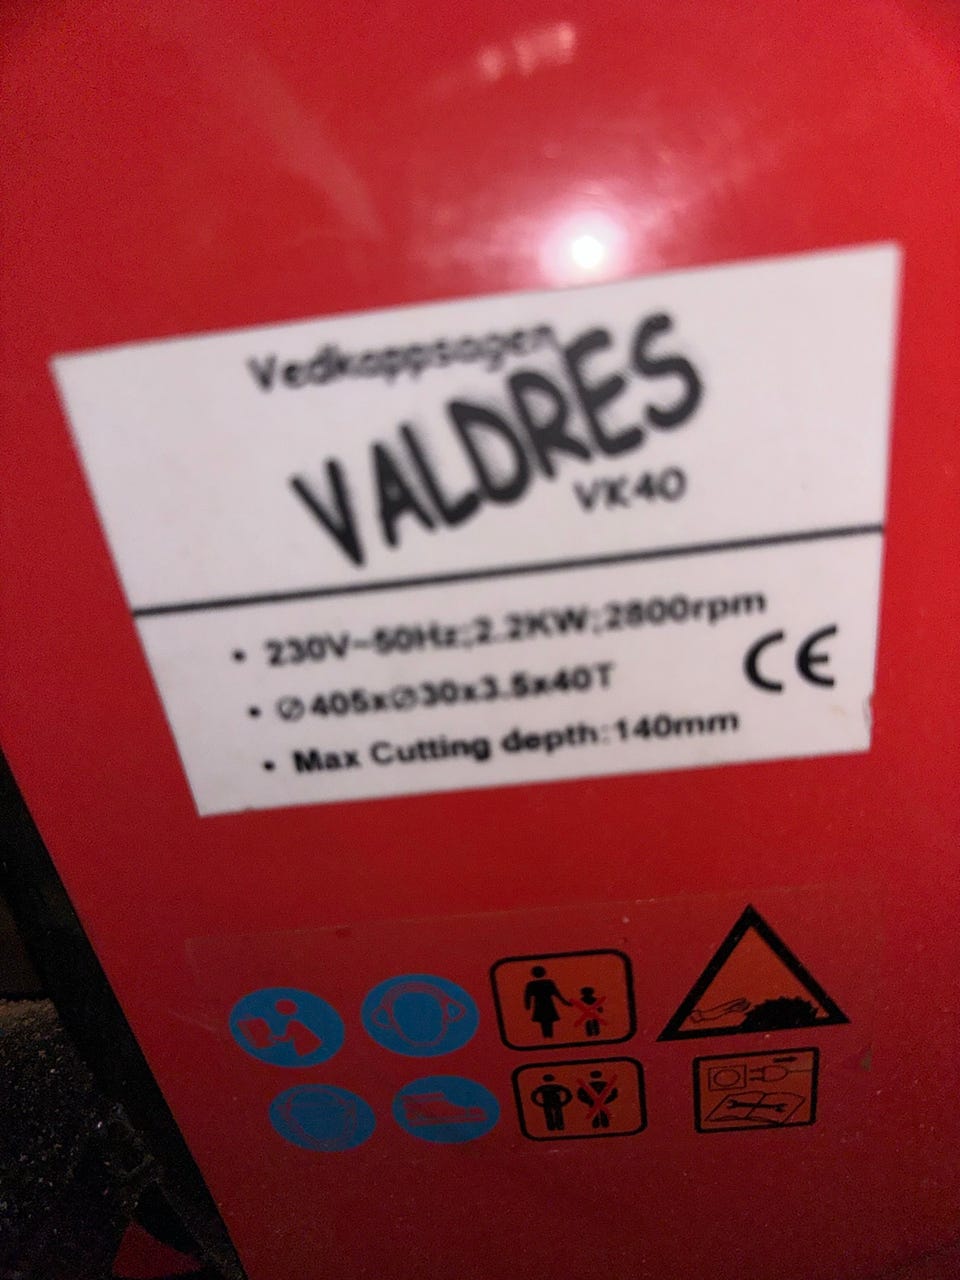 Vedkappsagen
VALDRES
VK40
• 230V~50Hz;2.2KW;2800rpm
• ∅405x∅30x3.5x40T
CE
• Max Cutting depth:140mm